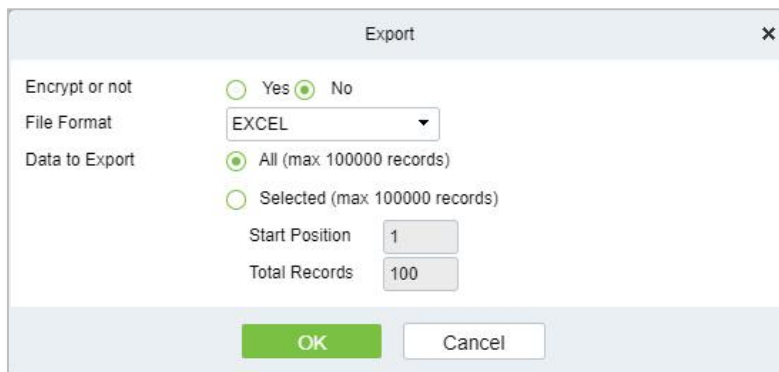 Export
Encrypt or not Yes No
File Format EXCEL
Data to Export All (max 100000 records)
Selected (max 100000 records)
Start Position 1
Total Records 100
OK Cancel